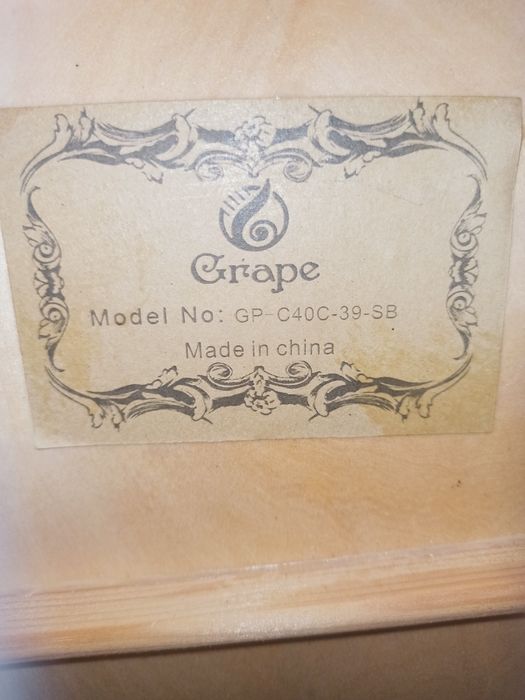 Grape
Model No: GP-C40C-39-SB
Made in china